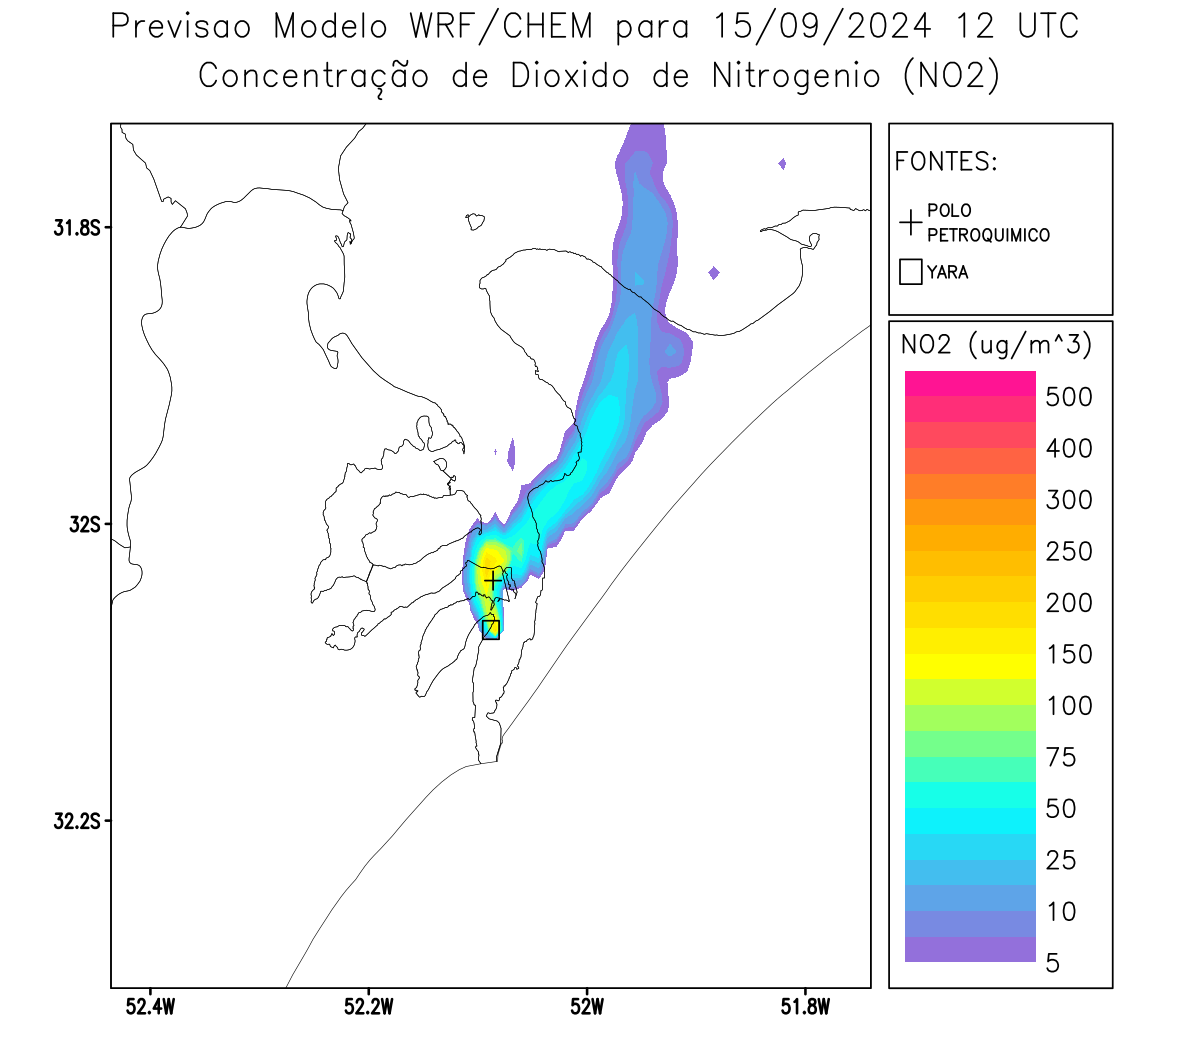 Previsao Modelo WRF/CHEM para 15/09/2024 12 UTC
Concentração de Dioxido de Nitrogenio (NO2)
FONTES:
POLO
PETROQUIMICO
YARA
NO2 (ug/m^3)
500
400
300
250
200
150
100
75
50
25
10
5
31.8S
32S
32.2S
52.4W
52.2W
52W
51.8W